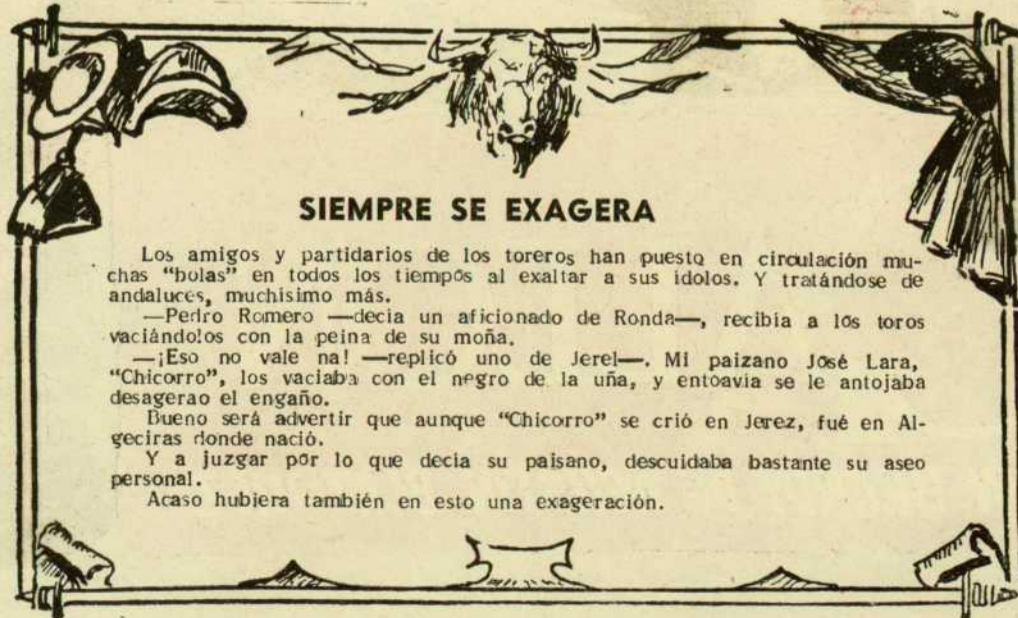 SIEMPRE SE EXAGERA
Los amigos y partidarios de los toreros han puesto en circulación mu-
chas "bolas" en todos los tiempos al exaltar a sus ídolos. Y tratándose de
andaluces, muchísimo más.
—Pedro Romero —decía un aficionado de Ronda—, recibía a los toros
vaciándolos con la peina de su moña.
—¡Eso no vale na! —replicó uno de Jerel—. Mi paizano José Lara,
"Chicorro", los vaciaba con el negro de la uña, y entoavia se le antojaba
desagerao el engaño.
Bueno será advertir que aunque "Chicorro" se crió en Jerez, fué en Al-
geciras donde nació.
Y a juzgar por lo que decía su paisano, descuidaba bastante su aseo
personal.
Acaso hubiera también en esto una exageración.